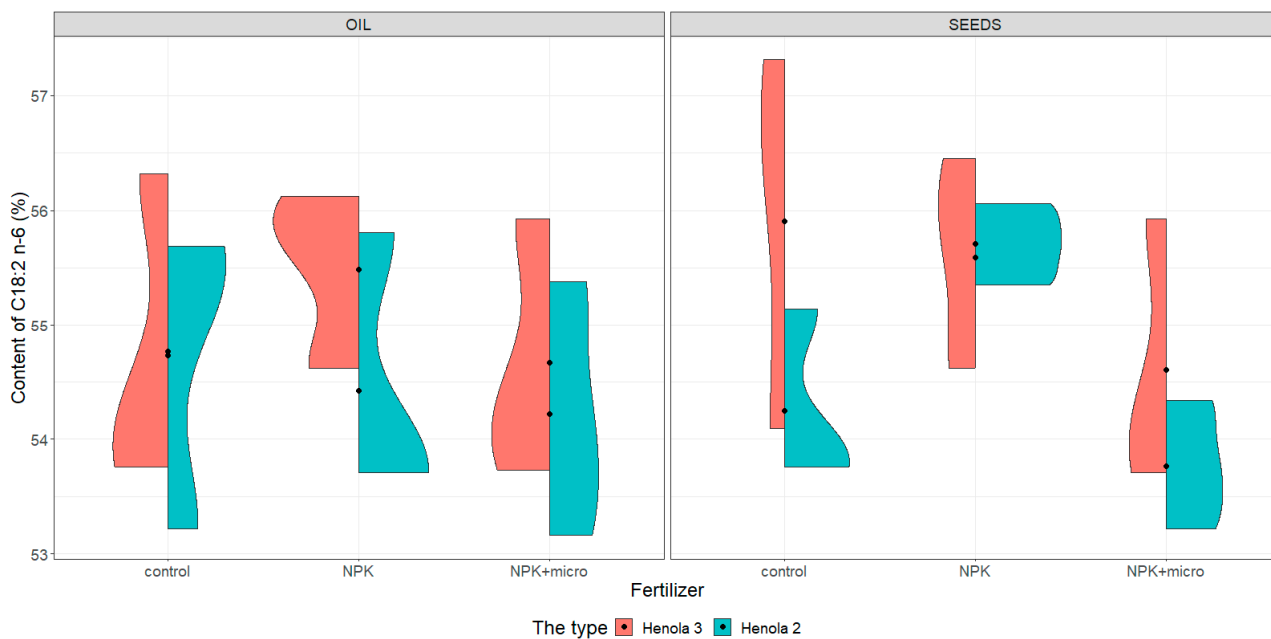 OIL
SEEDS
Content of C18:2 n-6 (%)
57
56
55
54
53
control
NPK
NPK+micro
control
NPK
NPK+micro
Fertilizer
The type
Henola 3
Henola 2